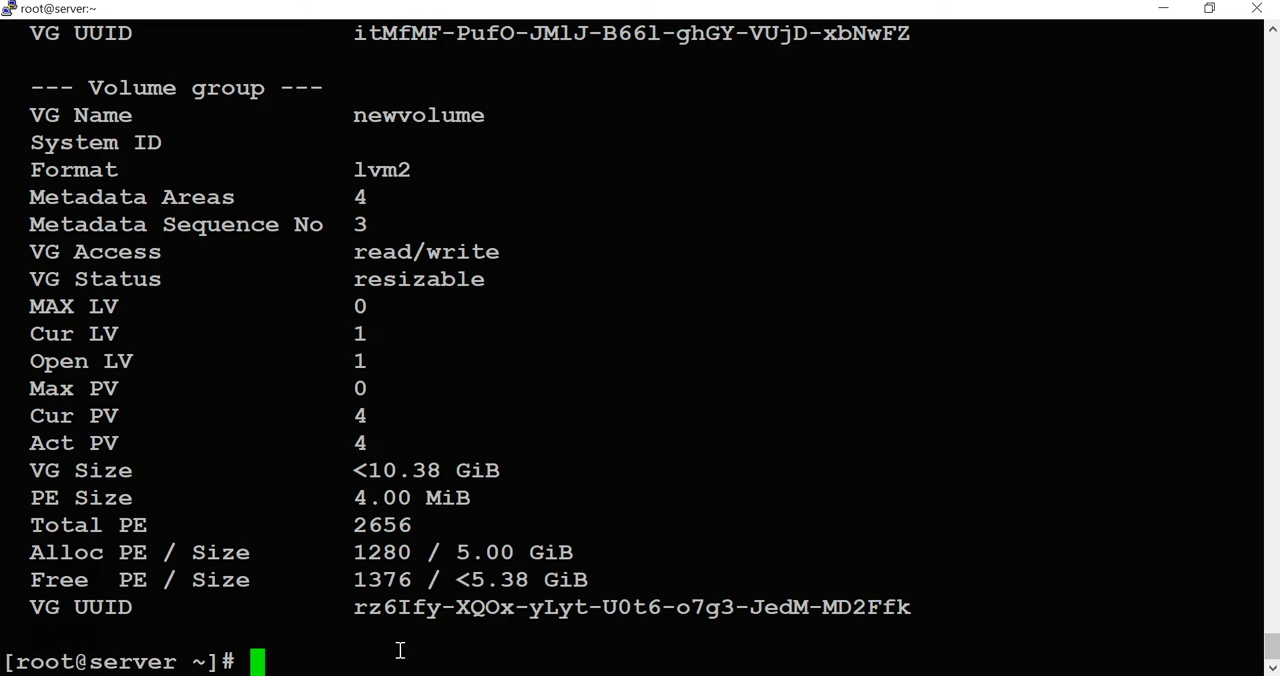 root@server:~
VG UUID itMfMF-PufO-JMlJ-B66l-ghGY-VUjD-xbNwFZ
--- Volume group ---
VG Name newvolume
System ID
Format lvm2
Metadata Areas 4
Metadata Sequence No 3
VG Access read/write
VG Status resizable
MAX LV 0
Cur LV 1
Open LV 1
Max PV 0
Cur PV 4
Act PV 4
VG Size <10.38 GiB
PE Size 4.00 MiB
Total PE 2656
Alloc PE / Size 1280 / 5.00 GiB
Free  PE / Size 1376 / <5.38 GiB
VG UUID rz6Ify-XQOx-yLyt-U0t6-o7g3-JedM-MD2Ffk
[root@server ~]#